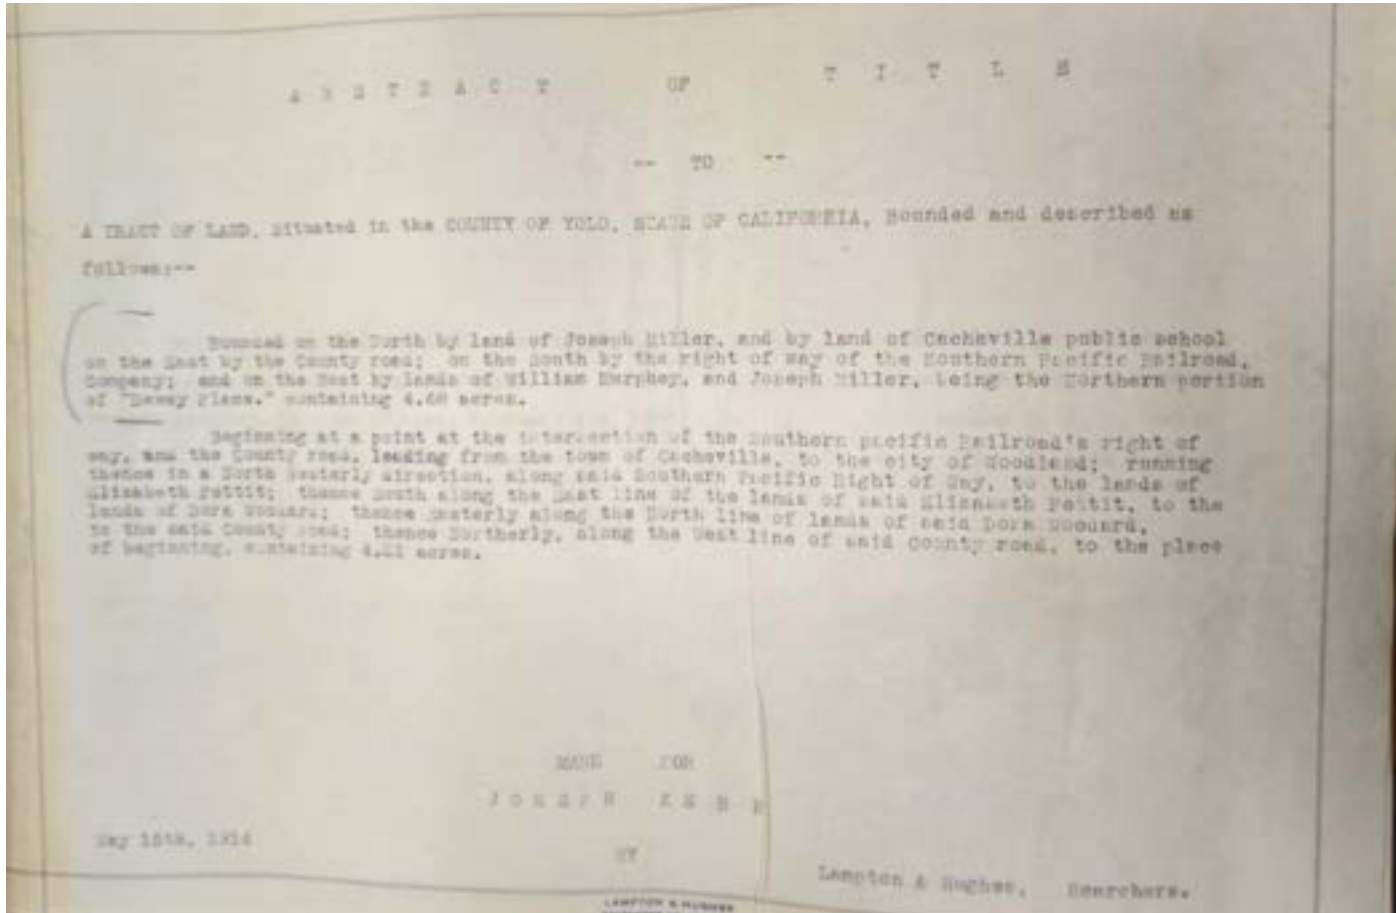 A B S T R A C T OF T I T L E
-- TO --
A TRACT OF LAND, Situated in the COUNTY OF YOLO, STATE OF CALIFORNIA, Bounded and described as
follows:--
Bounded on the North by land of Joseph Miller, and by land of Cacheville public school
on the East by the County road; on the South by the right of way of the Southern Pacific Railroad,
Company; and on the West by lands of William Murphey, and Joseph Miller, being the Northern portion
of "Dewey Place." containing acres.
Beginning at a point at the intersection of the Southern pacific Railroad's right of
way, and the County road, leading from the town of Cacheville, to the city of Woodland; running
thence in a North Westerly direction, along said Southern Pacific Right of Way, to the lands of
Elizabeth Pettit; thence South along the East line of the lands of said Elizabeth Pettit, to the
lands of Dora Woodard; thence Easterly along the North line of lands of said Dora Woodard,
to the said County road; thence Northerly, along the West line of said County road, to the place
of beginning, containing acres.
MADE FOR
J O S E P H K E R R
May 1914
BY
Lampton & Hughes, Searchers.
LAMPTON & HUGHES